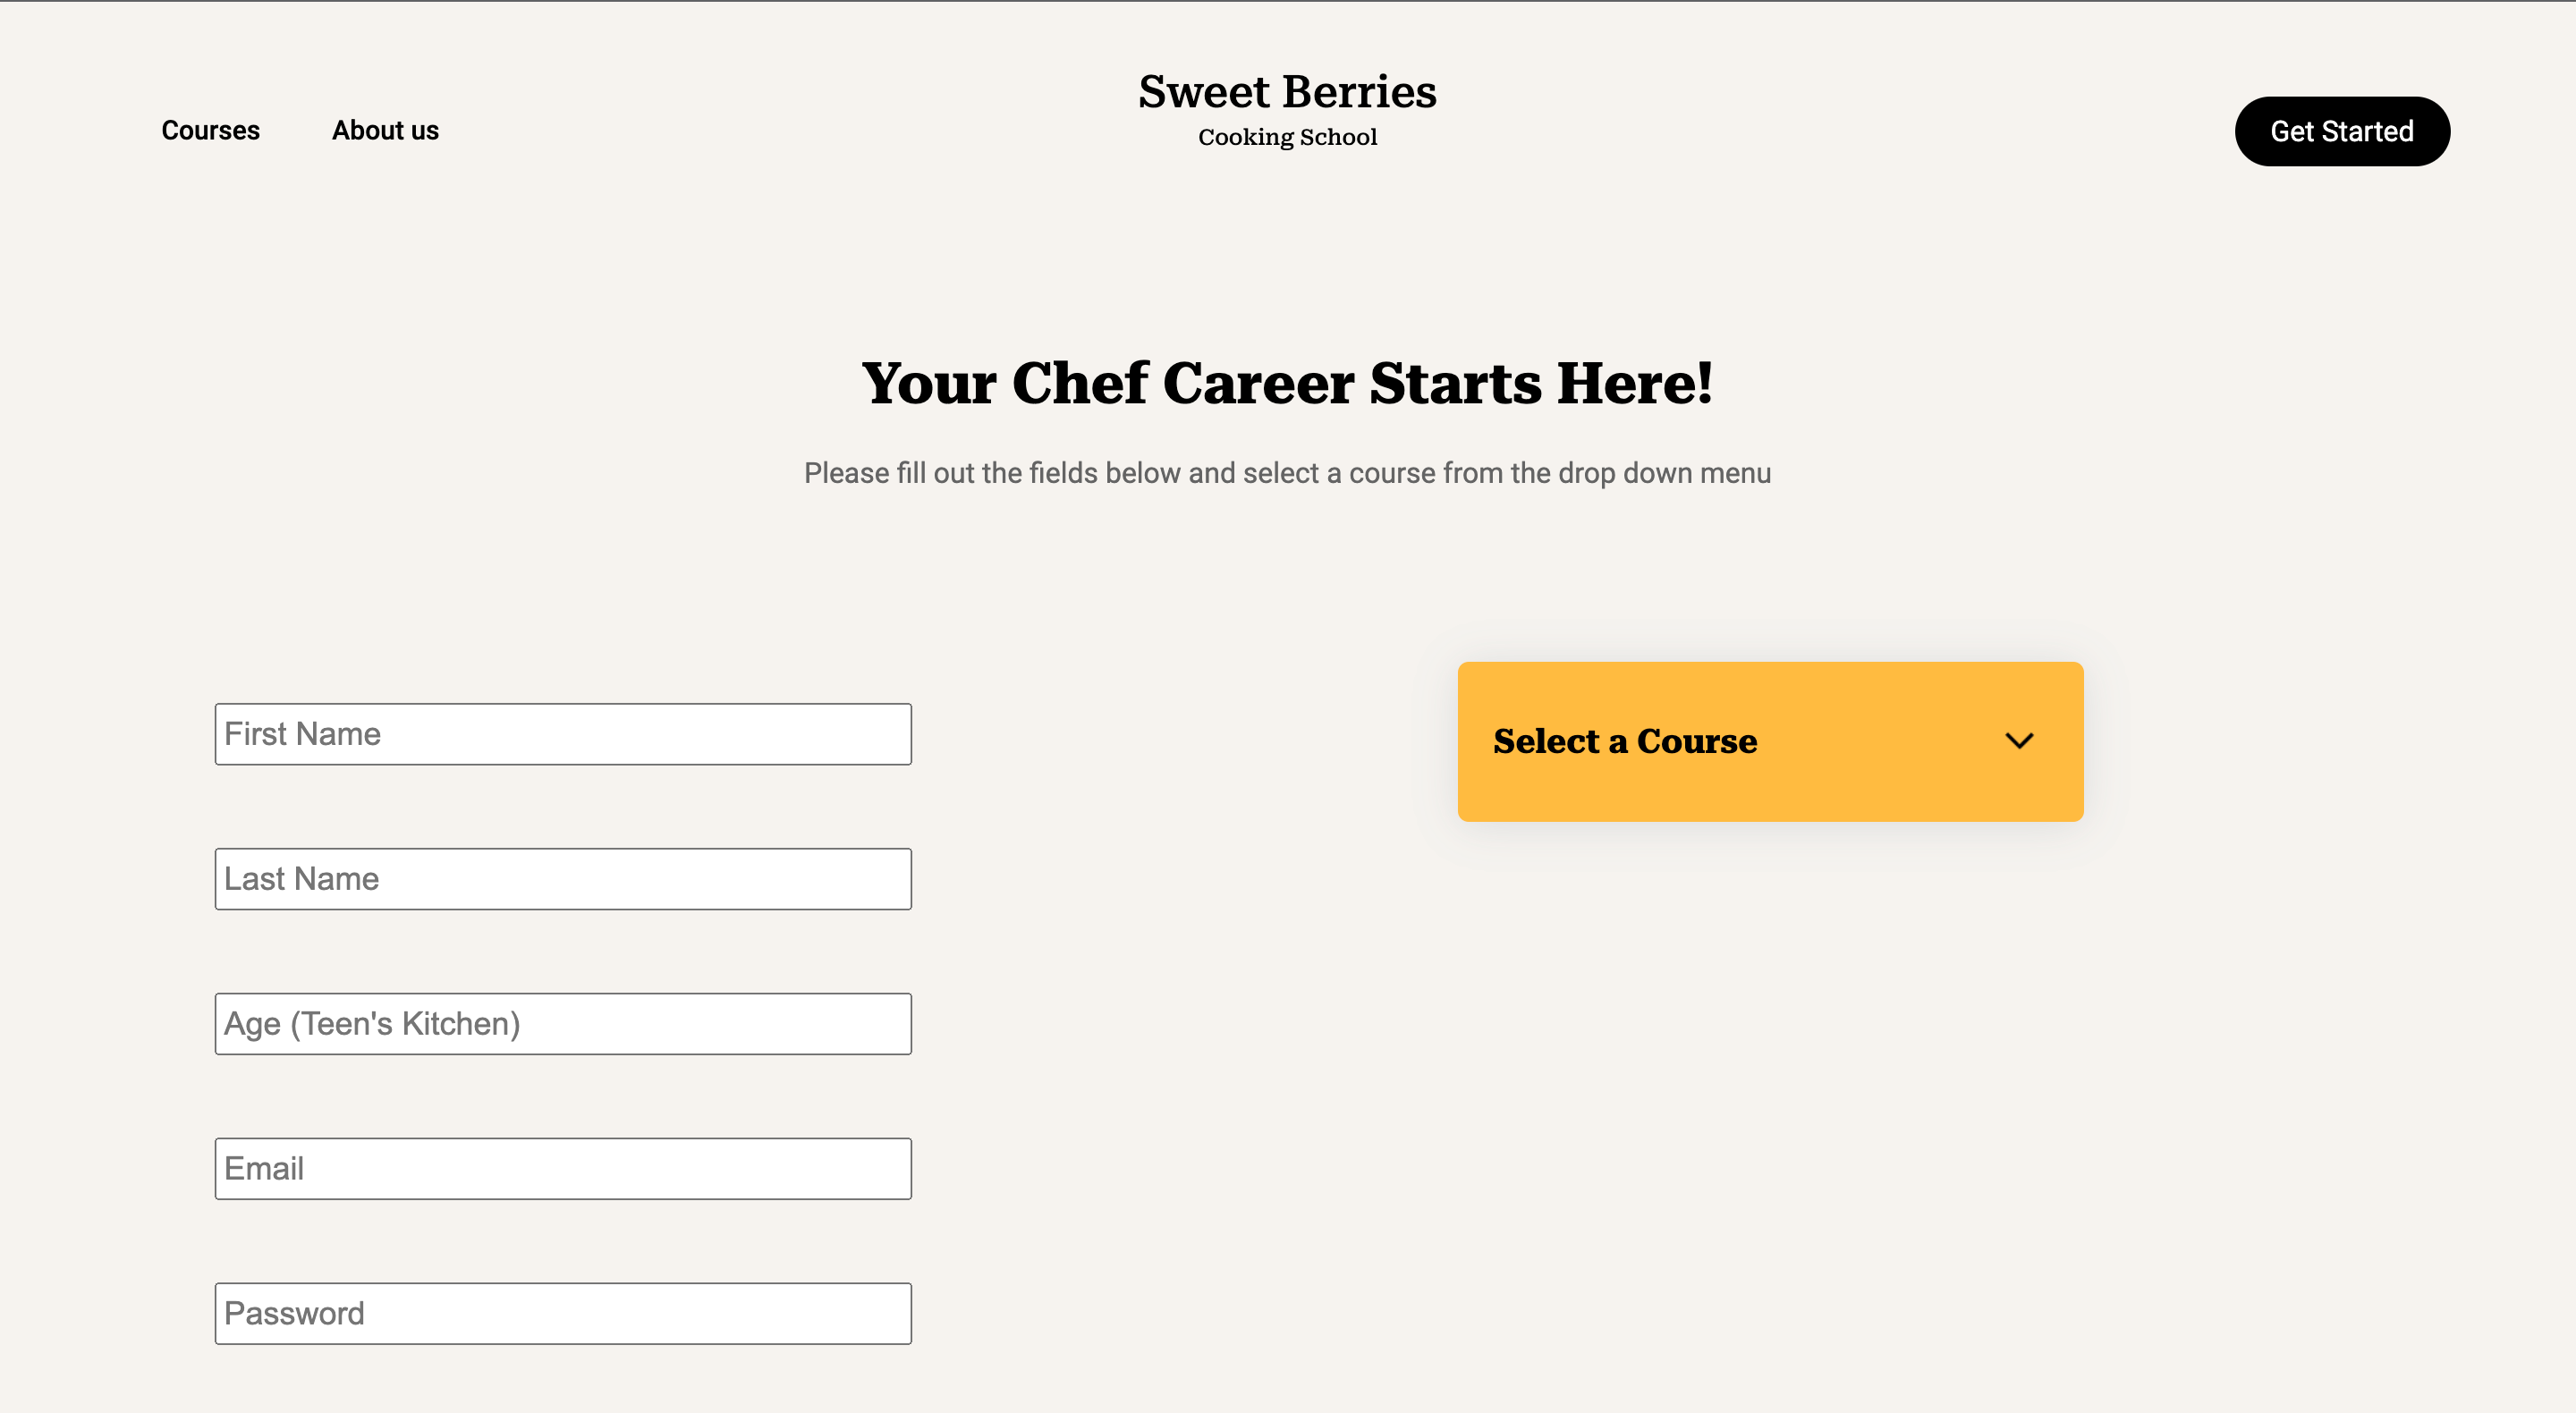 Courses
About us
Sweet Berries
Cooking School
Get Started
Your Chef Career Starts Here!
Please fill out the fields below and select a course from the drop down menu
First Name
Last Name
Age (Teen's Kitchen)
Email
Password
Select a Course